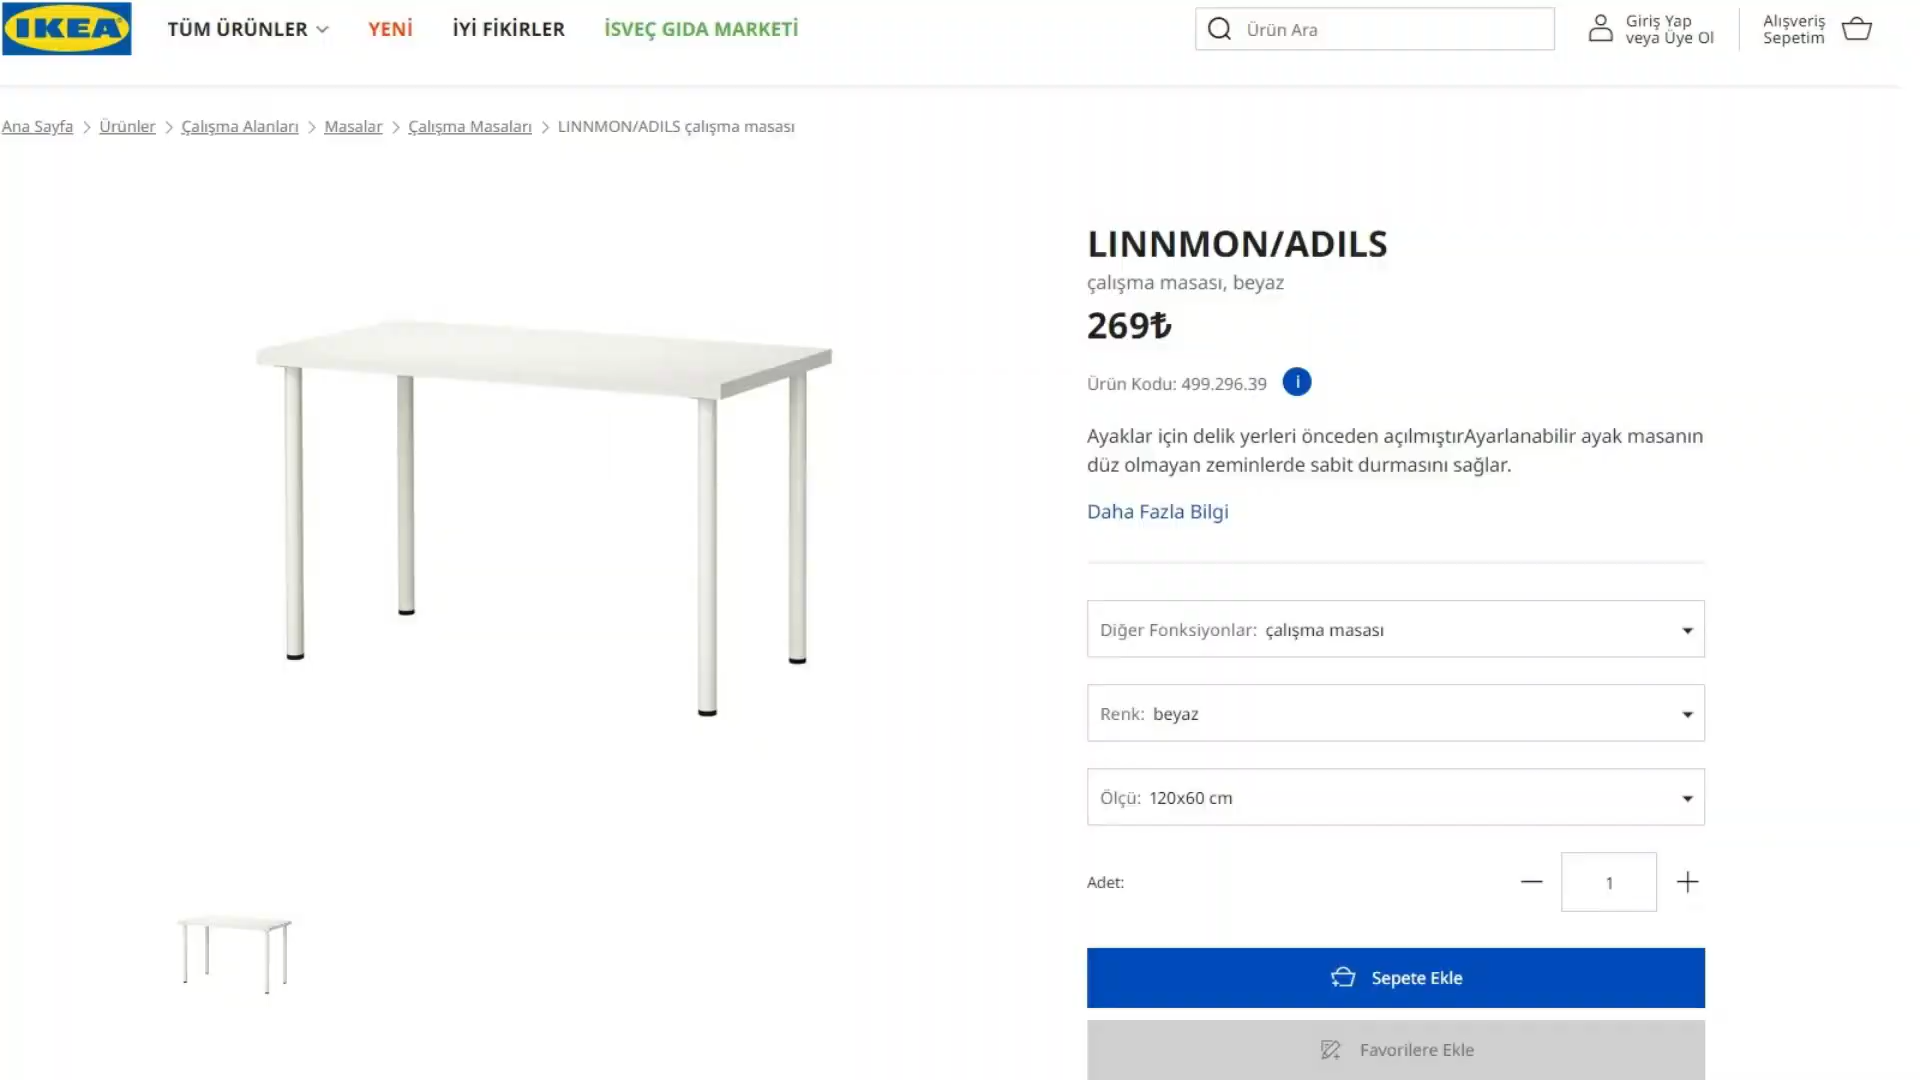 IKEA
TÜM ÜRÜNLER
YENİ
İYİ FİKİRLER
İSVEÇ GIDA MARKETİ
Ürün Ara
Giriş Yap
veya Üye Ol
Alışveriş
Sepetim
Ana Sayfa > Ürünler > Çalışma Alanları > Masalar > Çalışma Masaları > LINNMON/ADILS çalışma masası
LINNMON/ADILS
çalışma masası, beyaz
269₺
Ürün Kodu: 499.296.39 i
Ayaklar için delik yerleri önceden açılmıştırAyarlanabilir ayak masanın
düz olmayan zeminlerde sabit durmasını sağlar.
Daha Fazla Bilgi
Diğer Fonksiyonlar: çalışma masası
Renk: beyaz
Ölçü: 120x60 cm
Adet: — 1 +
Sepete Ekle
Favorilere Ekle